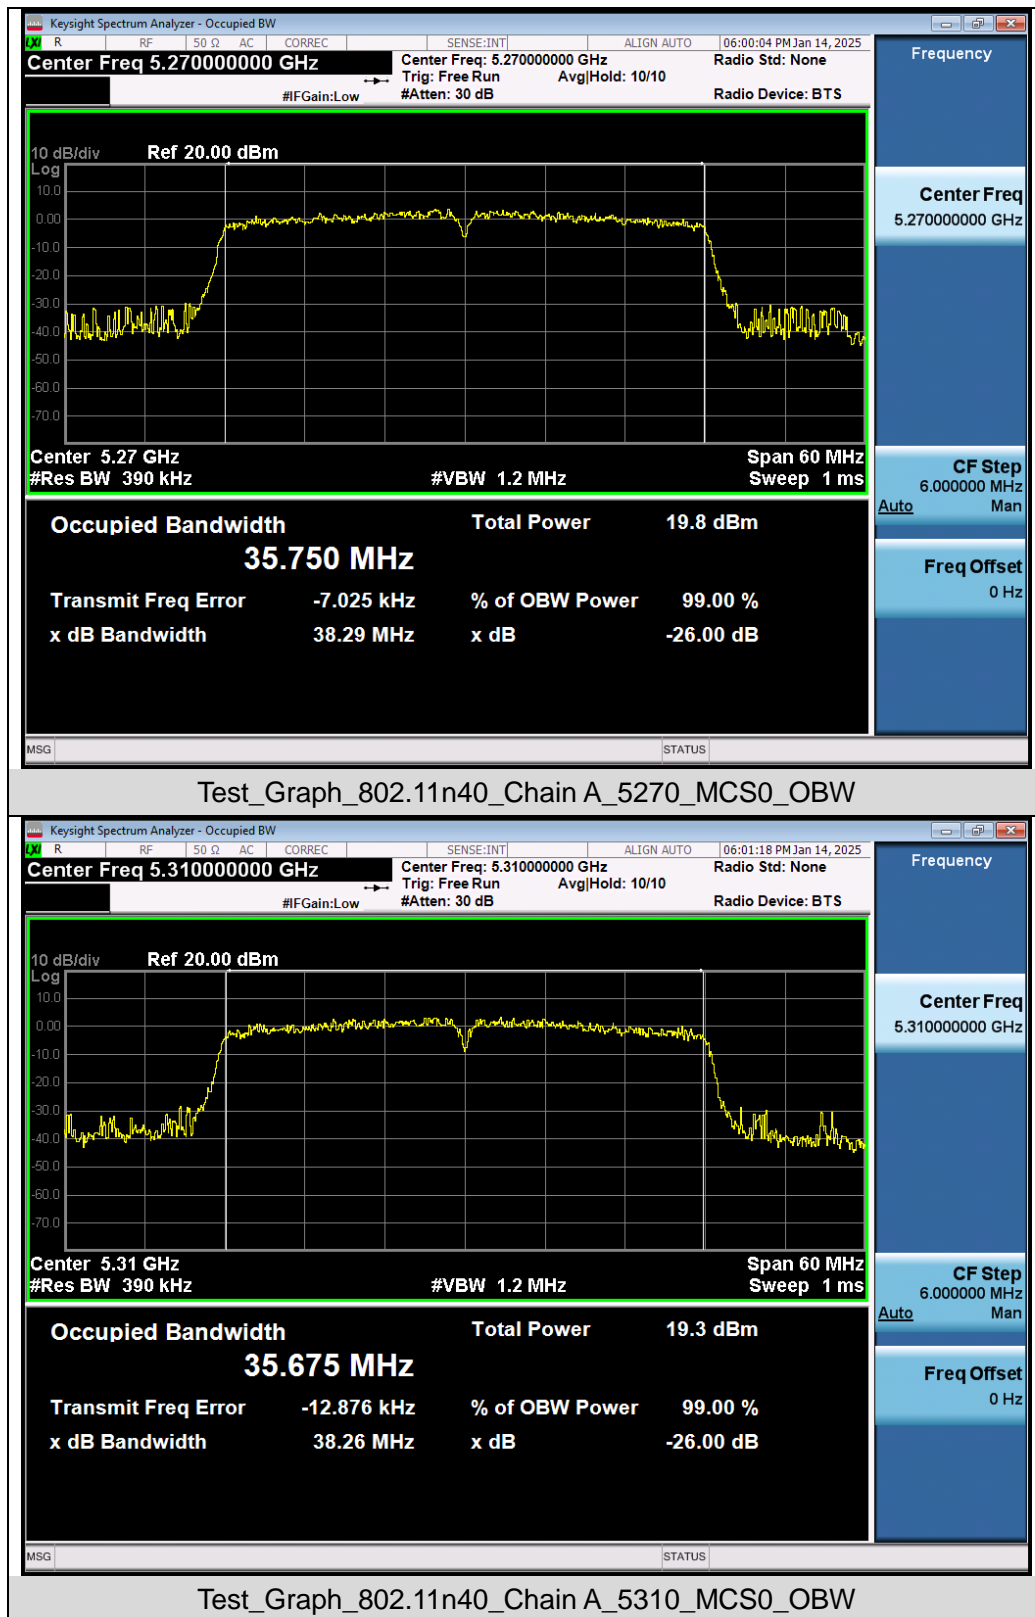 Keysight Spectrum Analyzer - Occupied BW
LXI R RF 50 Ω AC CORREC SENSE:INT ALIGN AUTO 06:00:04 PM Jan 14, 2025
Center Freq 5.270000000 GHz
Center Freq: 5.270000000 GHz Radio Std: None
Trig: Free Run Avg|Hold: 10/10
#IFGain:Low #Atten: 30 dB Radio Device: BTS
10 dB/div Ref 20.00 dBm
Log
10.0
0.00
-10.0
-20.0
-30.0
-40.0
-50.0
-60.0
-70.0
Center 5.27 GHz Span 60 MHz
#Res BW 390 kHz #VBW 1.2 MHz Sweep 1 ms
Occupied Bandwidth Total Power 19.8 dBm
35.750 MHz
Transmit Freq Error -7.025 kHz % of OBW Power 99.00 %
x dB Bandwidth 38.29 MHz x dB -26.00 dB
MSG STATUS
Frequency
Center Freq
5.270000000 GHz
CF Step
6.000000 MHz
Auto Man
Freq Offset
0 Hz
Test_Graph_802.11n40_Chain A_5270_MCS0_OBW
Keysight Spectrum Analyzer - Occupied BW
LXI R RF 50 Ω AC CORREC SENSE:INT ALIGN AUTO 06:01:18 PM Jan 14, 2025
Center Freq 5.310000000 GHz
Center Freq: 5.310000000 GHz Radio Std: None
Trig: Free Run Avg|Hold: 10/10
#IFGain:Low #Atten: 30 dB Radio Device: BTS
10 dB/div Ref 20.00 dBm
Log
10.0
0.00
-10.0
-20.0
-30.0
-40.0
-50.0
-60.0
-70.0
Center 5.31 GHz Span 60 MHz
#Res BW 390 kHz #VBW 1.2 MHz Sweep 1 ms
Occupied Bandwidth Total Power 19.3 dBm
35.675 MHz
Transmit Freq Error -12.876 kHz % of OBW Power 99.00 %
x dB Bandwidth 38.26 MHz x dB -26.00 dB
MSG STATUS
Frequency
Center Freq
5.310000000 GHz
CF Step
6.000000 MHz
Auto Man
Freq Offset
0 Hz
Test_Graph_802.11n40_Chain A_5310_MCS0_OBW